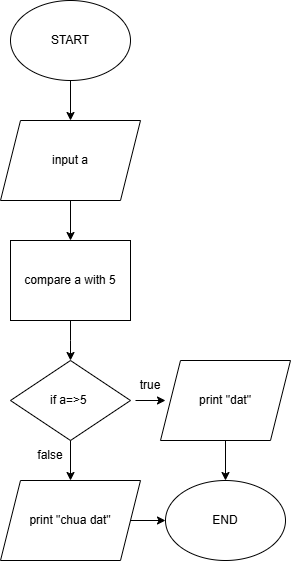 START
input a
compare a with 5
if a=>5
true
print "dat"
false
print "chua dat"
END